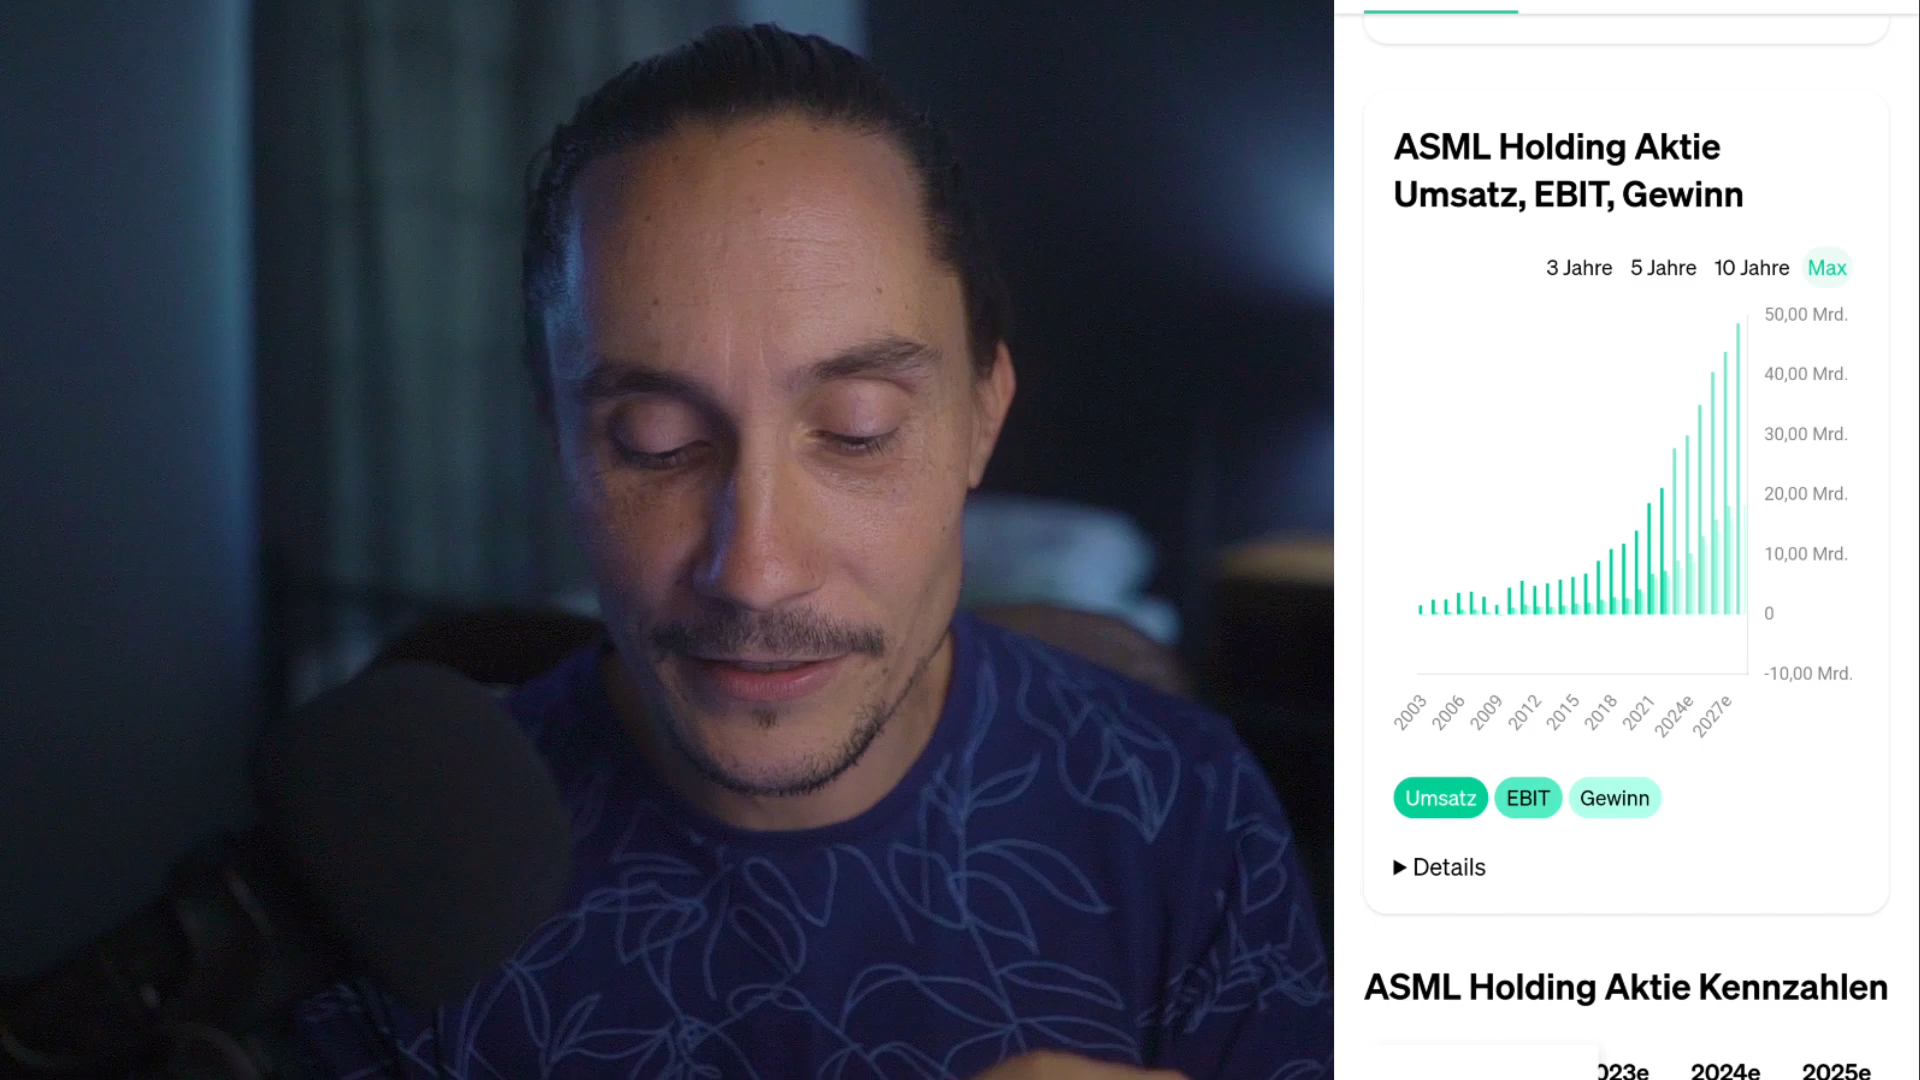 ASML Holding Aktie
Umsatz, EBIT, Gewinn
3 Jahre 5 Jahre 10 Jahre Max
50,00 Mrd.
40,00 Mrd.
30,00 Mrd.
20,00 Mrd.
10,00 Mrd.
0
-10,00 Mrd.
2003 2006 2009 2012 2015 2018 2021 2024e 2027e
Umsatz EBIT Gewinn
Details
ASML Holding Aktie Kennzahlen
023e 2024e 2025e